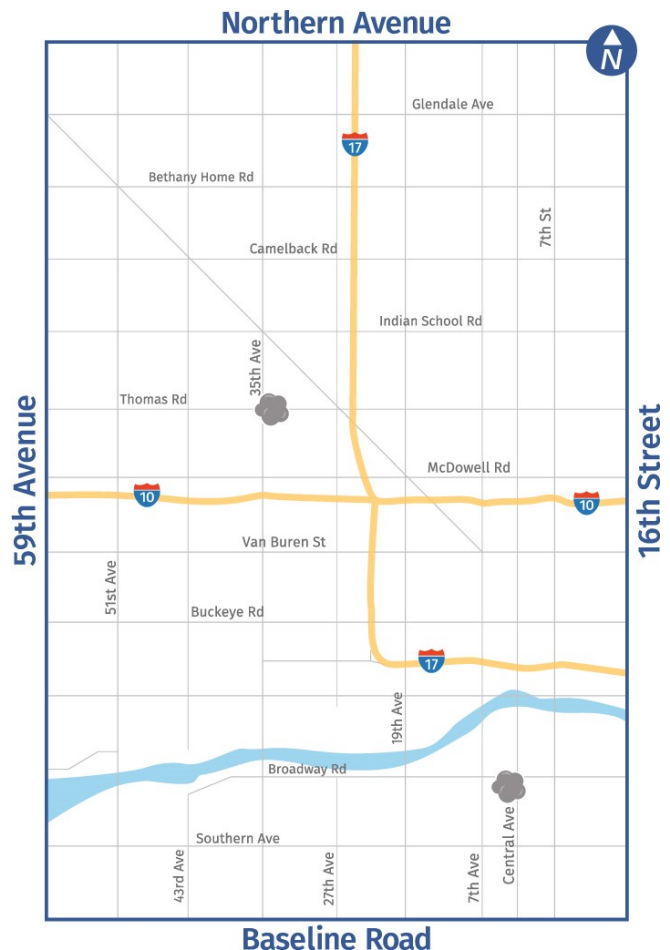 Northern Avenue
N
Glendale Ave
17
Bethany Home Rd
7th St
Camelback Rd
Indian School Rd
35th Ave
Thomas Rd
59th Avenue
16th Street
McDowell Rd
10
10
Van Buren St
51st Ave
Buckeye Rd
17
19th Ave
Broadway Rd
Southern Ave
43rd Ave
27th Ave
7th Ave
Central Ave
Baseline Road